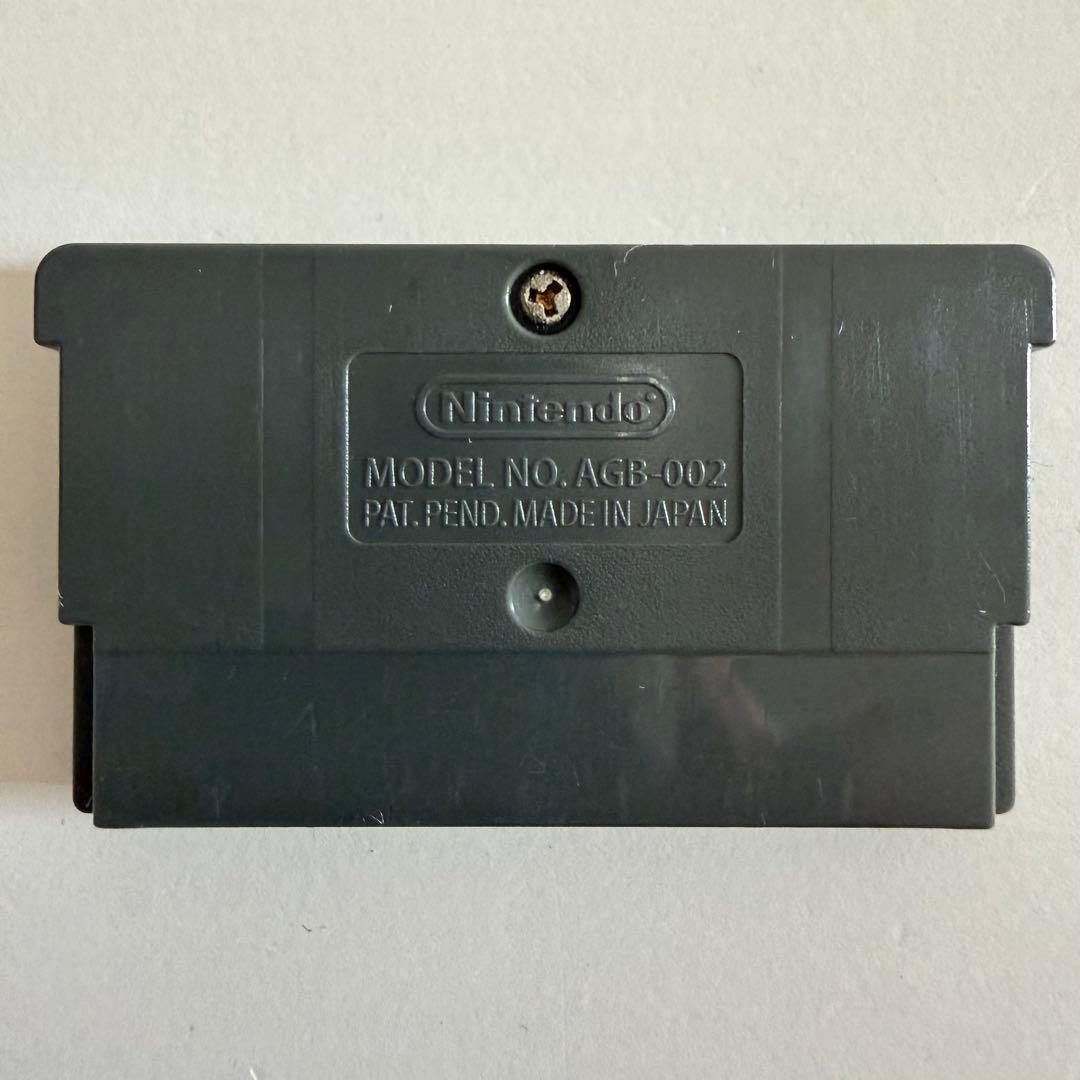 Nintendo®
MODEL NO. AGB-002
PAT. PEND. MADE IN JAPAN